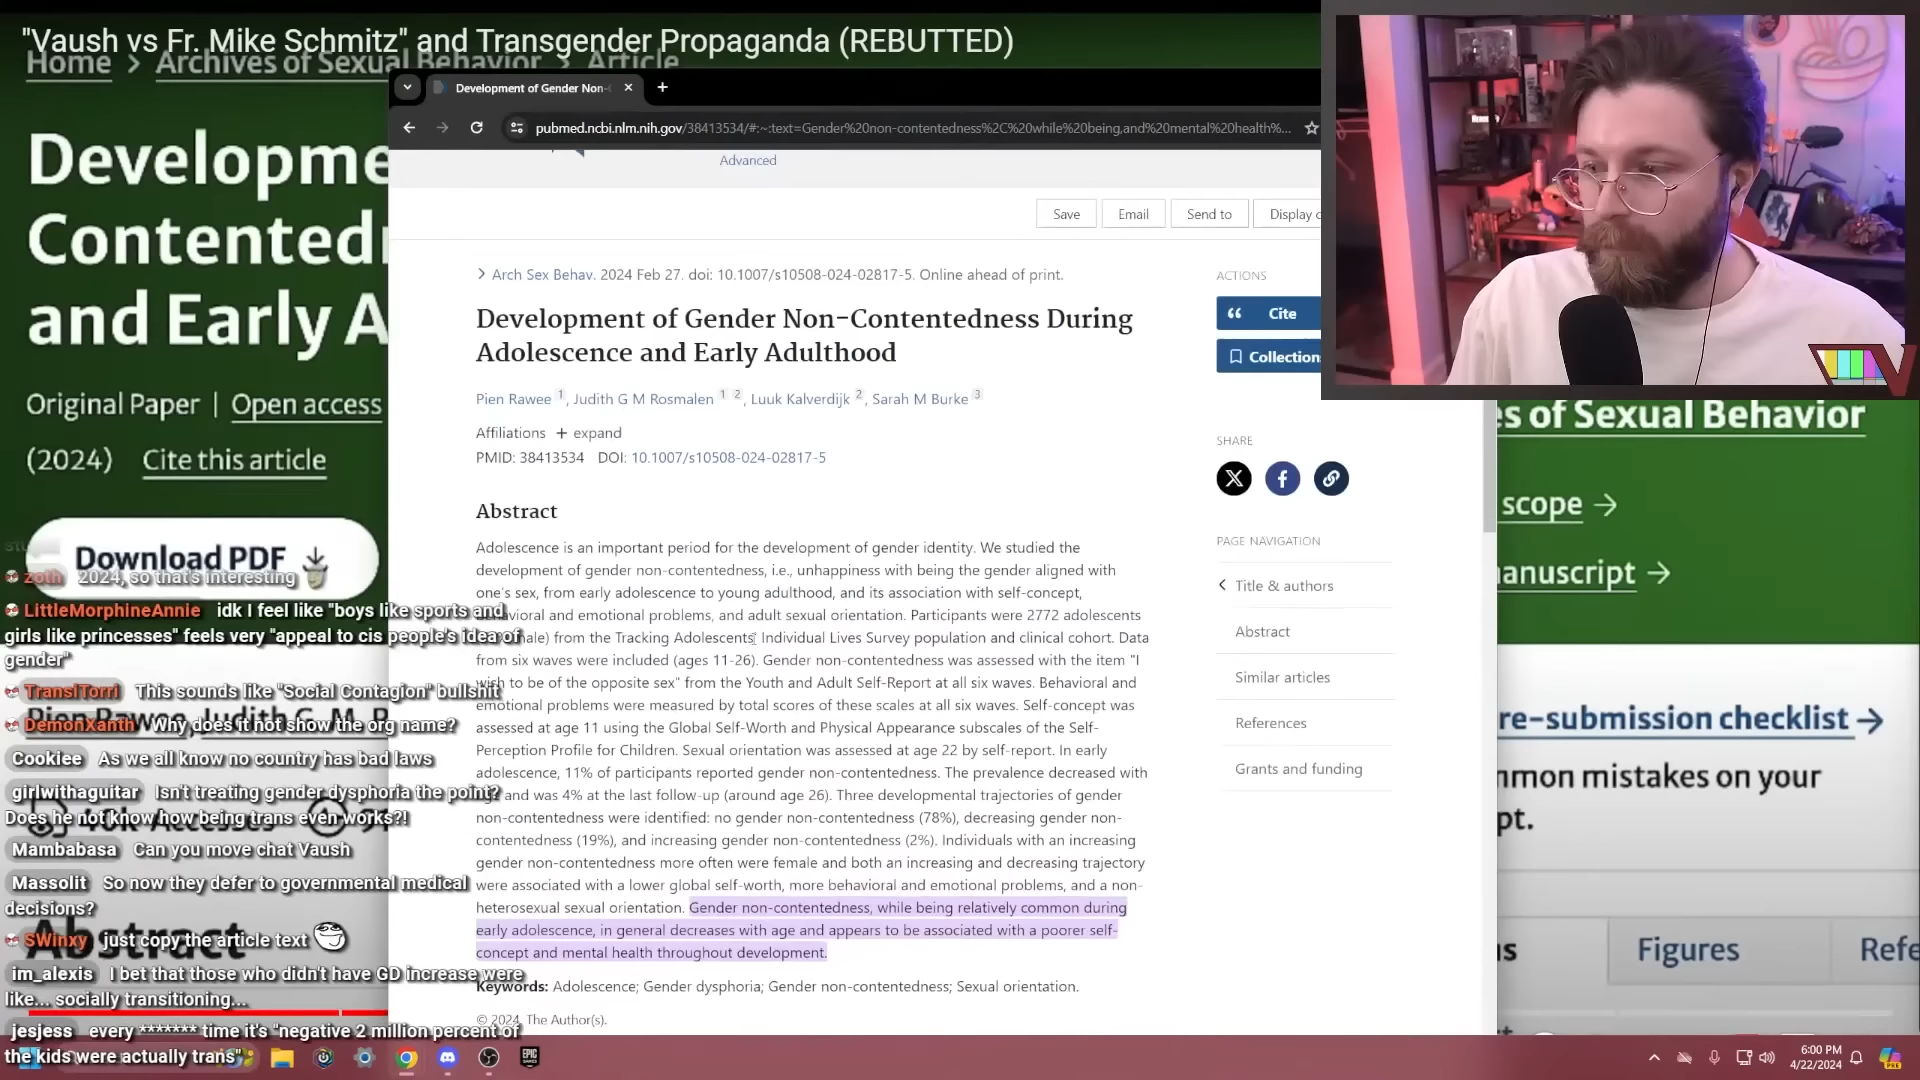 "Vaush vs Fr. Mike Schmitz" and Transgender Propaganda (REBUTTED)
Home > Archives of Sexual Behavior > Article
Developme
Contentedn
and Early A
Original Paper | Open access
(2024) Cite this article
Download PDF
Development of Gender Non-
pubmed.ncbi.nlm.nih.gov/38413534/#:~:text=Gender%20non-contentedness%2C%20while%20being,and%20mental%20health%...
Advanced
Save
Email
Send to
Display o
Arch Sex Behav. 2024 Feb 27. doi: 10.1007/s10508-024-02817-5. Online ahead of print.
Development of Gender Non-Contentedness During
Adolescence and Early Adulthood
Pien Rawee 1, Judith G M Rosmalen 1 2, Luuk Kalverdijk 2, Sarah M Burke 3
Affiliations + expand
PMID: 38413534 DOI: 10.1007/s10508-024-02817-5
Abstract
Adolescence is an important period for the development of gender identity. We studied the
development of gender non-contentedness, i.e., unhappiness with being the gender aligned with
one's sex, from early adolescence to young adulthood, and its association with self-concept,
behavioral and emotional problems, and adult sexual orientation. Participants were 2772 adolescents
male) from the Tracking Adolescents' Individual Lives Survey population and clinical cohort. Data
from six waves were included (ages 11-26). Gender non-contentedness was assessed with the item "I
wish to be of the opposite sex" from the Youth and Adult Self-Report at all six waves. Behavioral and
emotional problems were measured by total scores of these scales at all six waves. Self-concept was
assessed at age 11 using the Global Self-Worth and Physical Appearance subscales of the Self-
Perception Profile for Children. Sexual orientation was assessed at age 22 by self-report. In early
adolescence, 11% of participants reported gender non-contentedness. The prevalence decreased with
and was 4% at the last follow-up (around age 26). Three developmental trajectories of gender
non-contentedness were identified: no gender non-contentedness (78%), decreasing gender non-
contentedness (19%), and increasing gender non-contentedness (2%). Individuals with an increasing
gender non-contentedness more often were female and both an increasing and decreasing trajectory
were associated with a lower global self-worth, more behavioral and emotional problems, and a non-
heterosexual sexual orientation. Gender non-contentedness, while being relatively common during
early adolescence, in general decreases with age and appears to be associated with a poorer self-
concept and mental health throughout development.
Keywords: Adolescence; Gender dysphoria; Gender non-contentedness; Sexual orientation.
© 2024. The Author(s).
ACTIONS
Cite
Collections
SHARE
PAGE NAVIGATION
Title & authors
Abstract
Similar articles
References
Grants and funding
es of Sexual Behavior
scope →
anuscript →
re-submission checklist →
mmon mistakes on your
pt.
ns
Figures
Refe
zoth 2024, so that's interesting
LittleMorphineAnnie idk I feel like "boys like sports and
girls like princesses" feels very "appeal to cis people's idea of
gender"
TranslTorri This sounds like "Social Contagion" bullshit
Pien Rawe, Judith G. M. R
DemonXanth Why does it not show the org name?
Cooklee As we all know no country has bad laws
girlwithaguitar Isn't treating gender dysphoria the point?
Does he not know how being trans even works?!
Accesses
Mambabasa Can you move chat Vaush
Massolit So now they defer to governmental medical
decisions?
Abstract
SWinxy just copy the article text
im_alexis I bet that those who didn't have GD increase were
like... socially transitioning...
jesjess every ******* time it's "negative 2 million percent of
the kids were actually trans"
EPIC
6:00 PM
4/22/2024
PRE